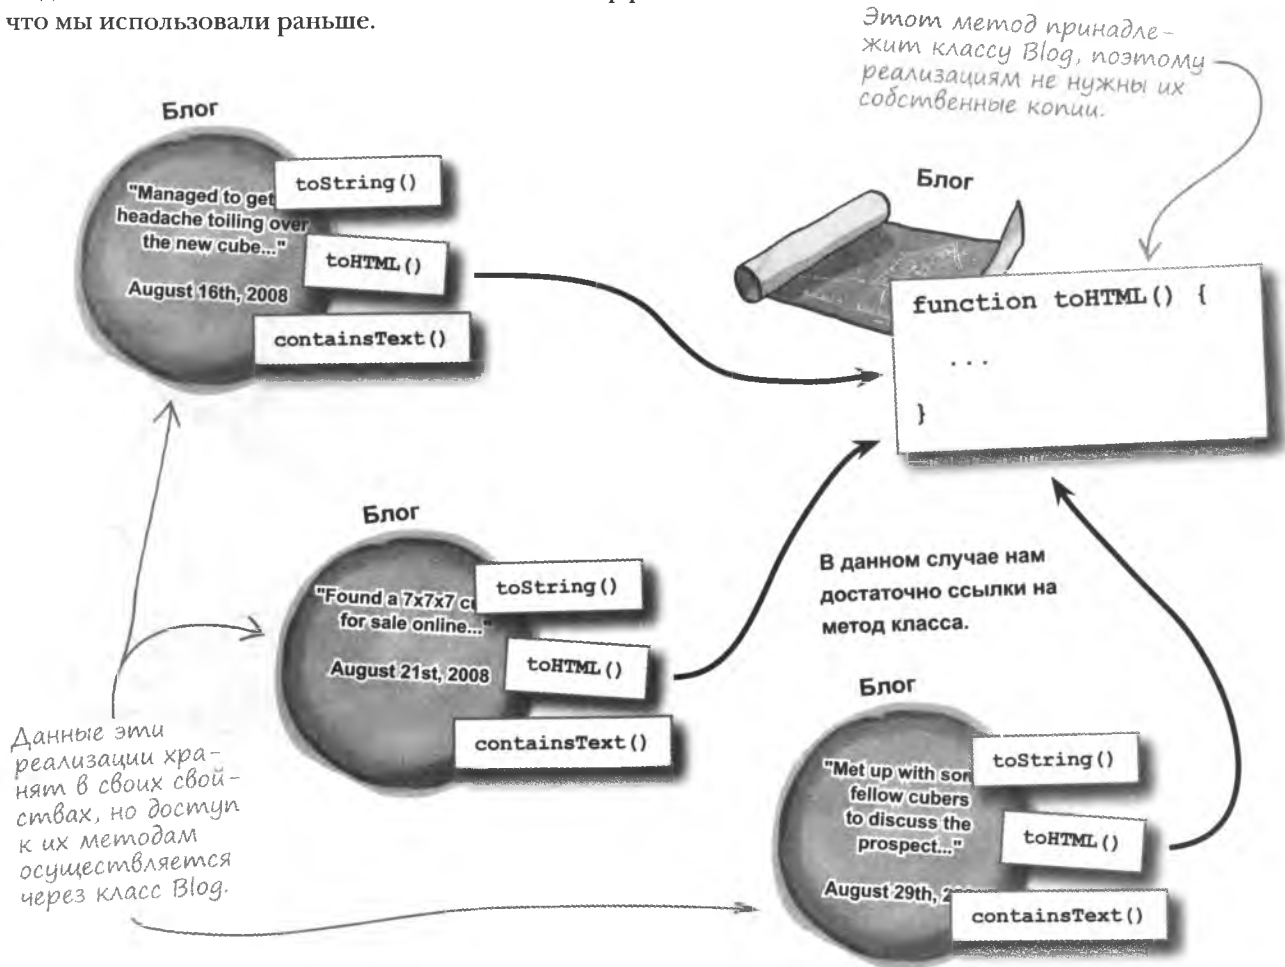 что мы использовали раньше.
Этот метод принадле-
жит классу Blog, поэтому
реализациям не нужны их
собственные копии.
Блог
"Managed to get
headache toiling over
the new cube..."
August 16th, 2008
toString()
toHTML()
containsText()
Блог
function toHTML() {
...
}
Блог
"Found a 7x7x7
for sale online..."
August 21st, 2008
toString()
toHTML()
containsText()
В данном случае нам
достаточно ссылки на
метод класса.
Данные эти
реализации хра-
нят в своих свой-
ствах, но доступ
к их методам
осуществляется
через класс Blog.
Блог
"Met up with
fellow cubers
to discuss the
prospect..."
August 29th,
toString()
toHTML()
containsText()